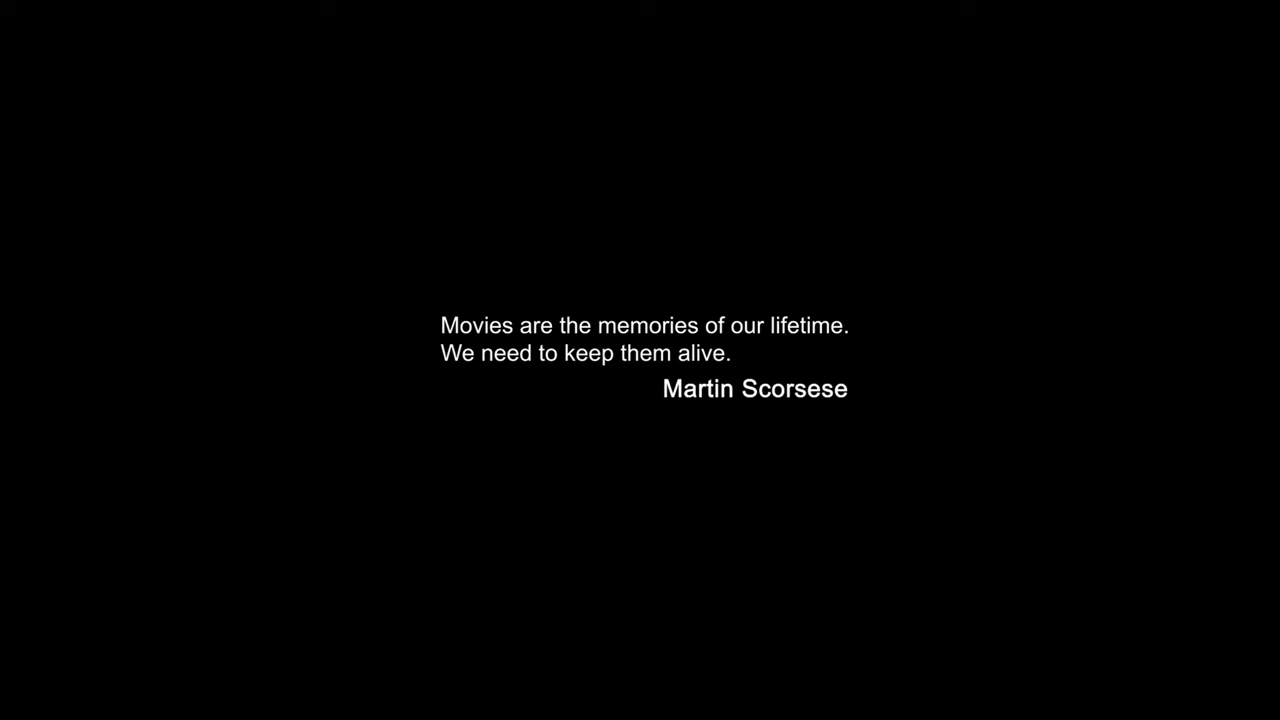 Movies are the memories of our lifetime.
We need to keep them alive.
Martin Scorsese